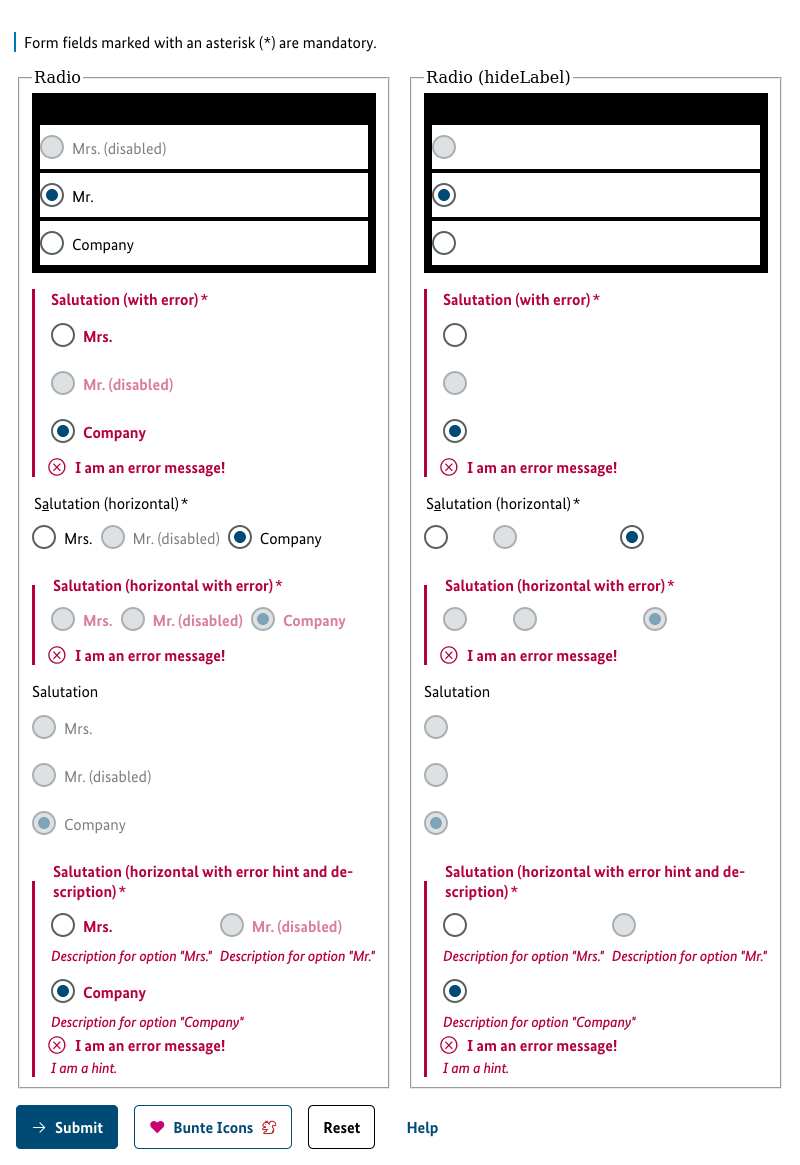 Form fields marked with an asterisk (*) are mandatory.
Radio
Mrs. (disabled)
Mr.
Company
Salutation (with error) *
Mrs.
Mr. (disabled)
Company
I am an error message!
Salutation (horizontal) *
Mrs. Mr. (disabled) Company
Salutation (horizontal with error) *
Mrs. Mr. (disabled) Company
I am an error message!
Salutation
Mrs.
Mr. (disabled)
Company
Salutation (horizontal with error hint and de-
scription) *
Mrs. Mr. (disabled)
Description for option "Mrs." Description for option "Mr."
Company
Description for option "Company"
I am an error message!
I am a hint.
Radio (hideLabel)
Salutation (with error) *
I am an error message!
Salutation (horizontal) *
Salutation (horizontal with error) *
I am an error message!
Salutation
Salutation (horizontal with error hint and de-
scription) *
Description for option "Mrs." Description for option "Mr."
Description for option "Company"
I am an error message!
I am a hint.
Submit Bunte Icons Reset Help